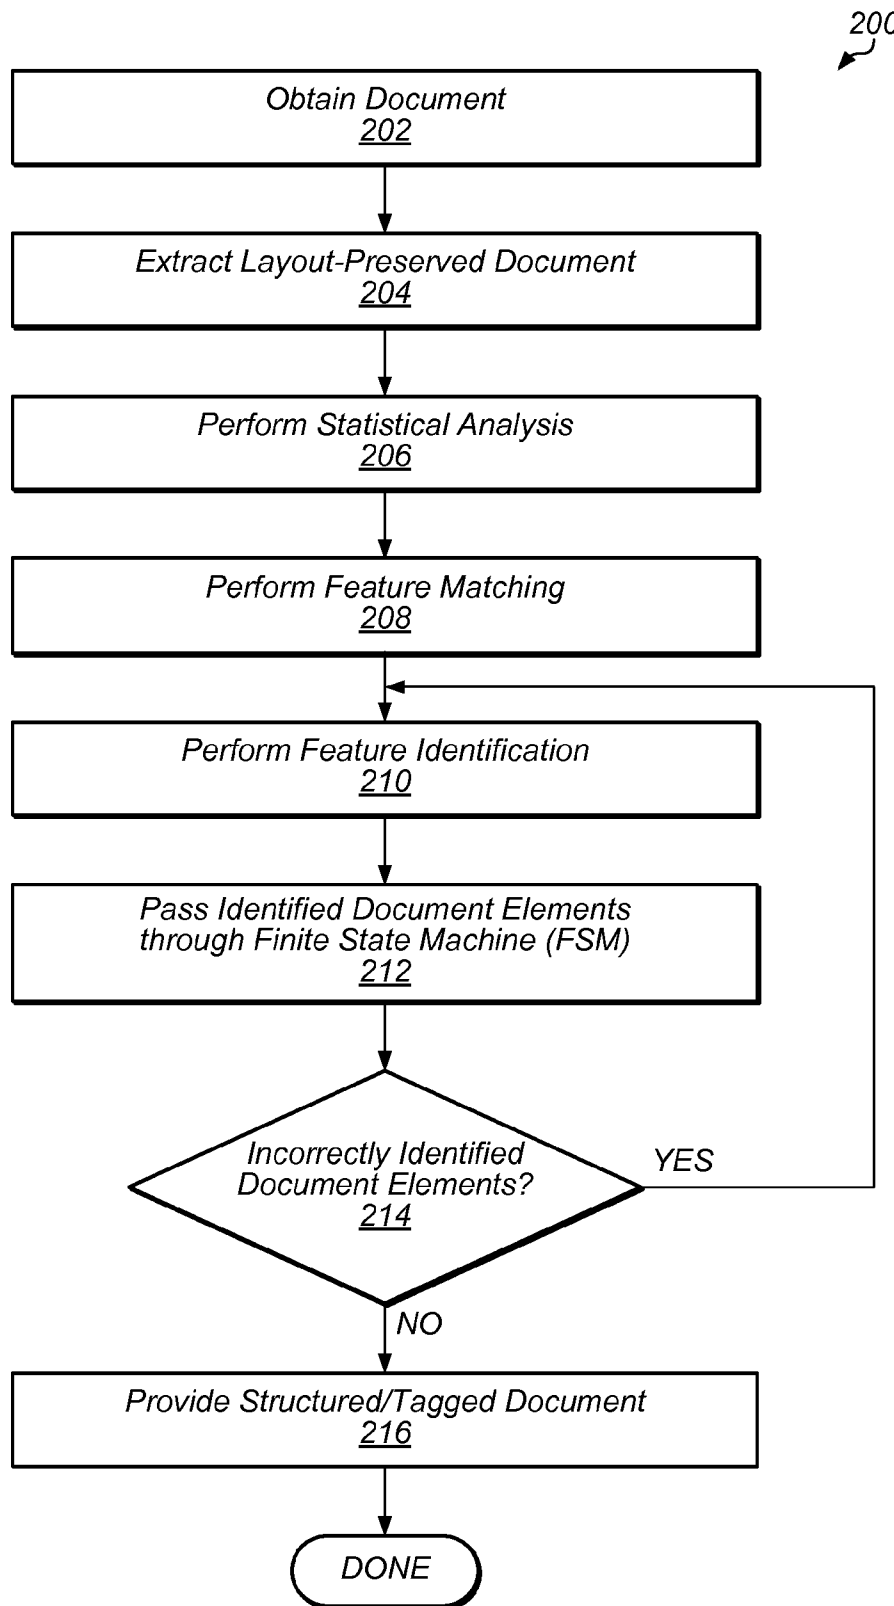 200
Obtain Document
202
Extract Layout-Preserved Document
204
Perform Statistical Analysis
206
Perform Feature Matching
208
Perform Feature Identification
210
Pass Identified Document Elements
through Finite State Machine (FSM)
212
Incorrectly Identified
Document Elements?
214
YES
NO
Provide Structured/Tagged Document
216
DONE